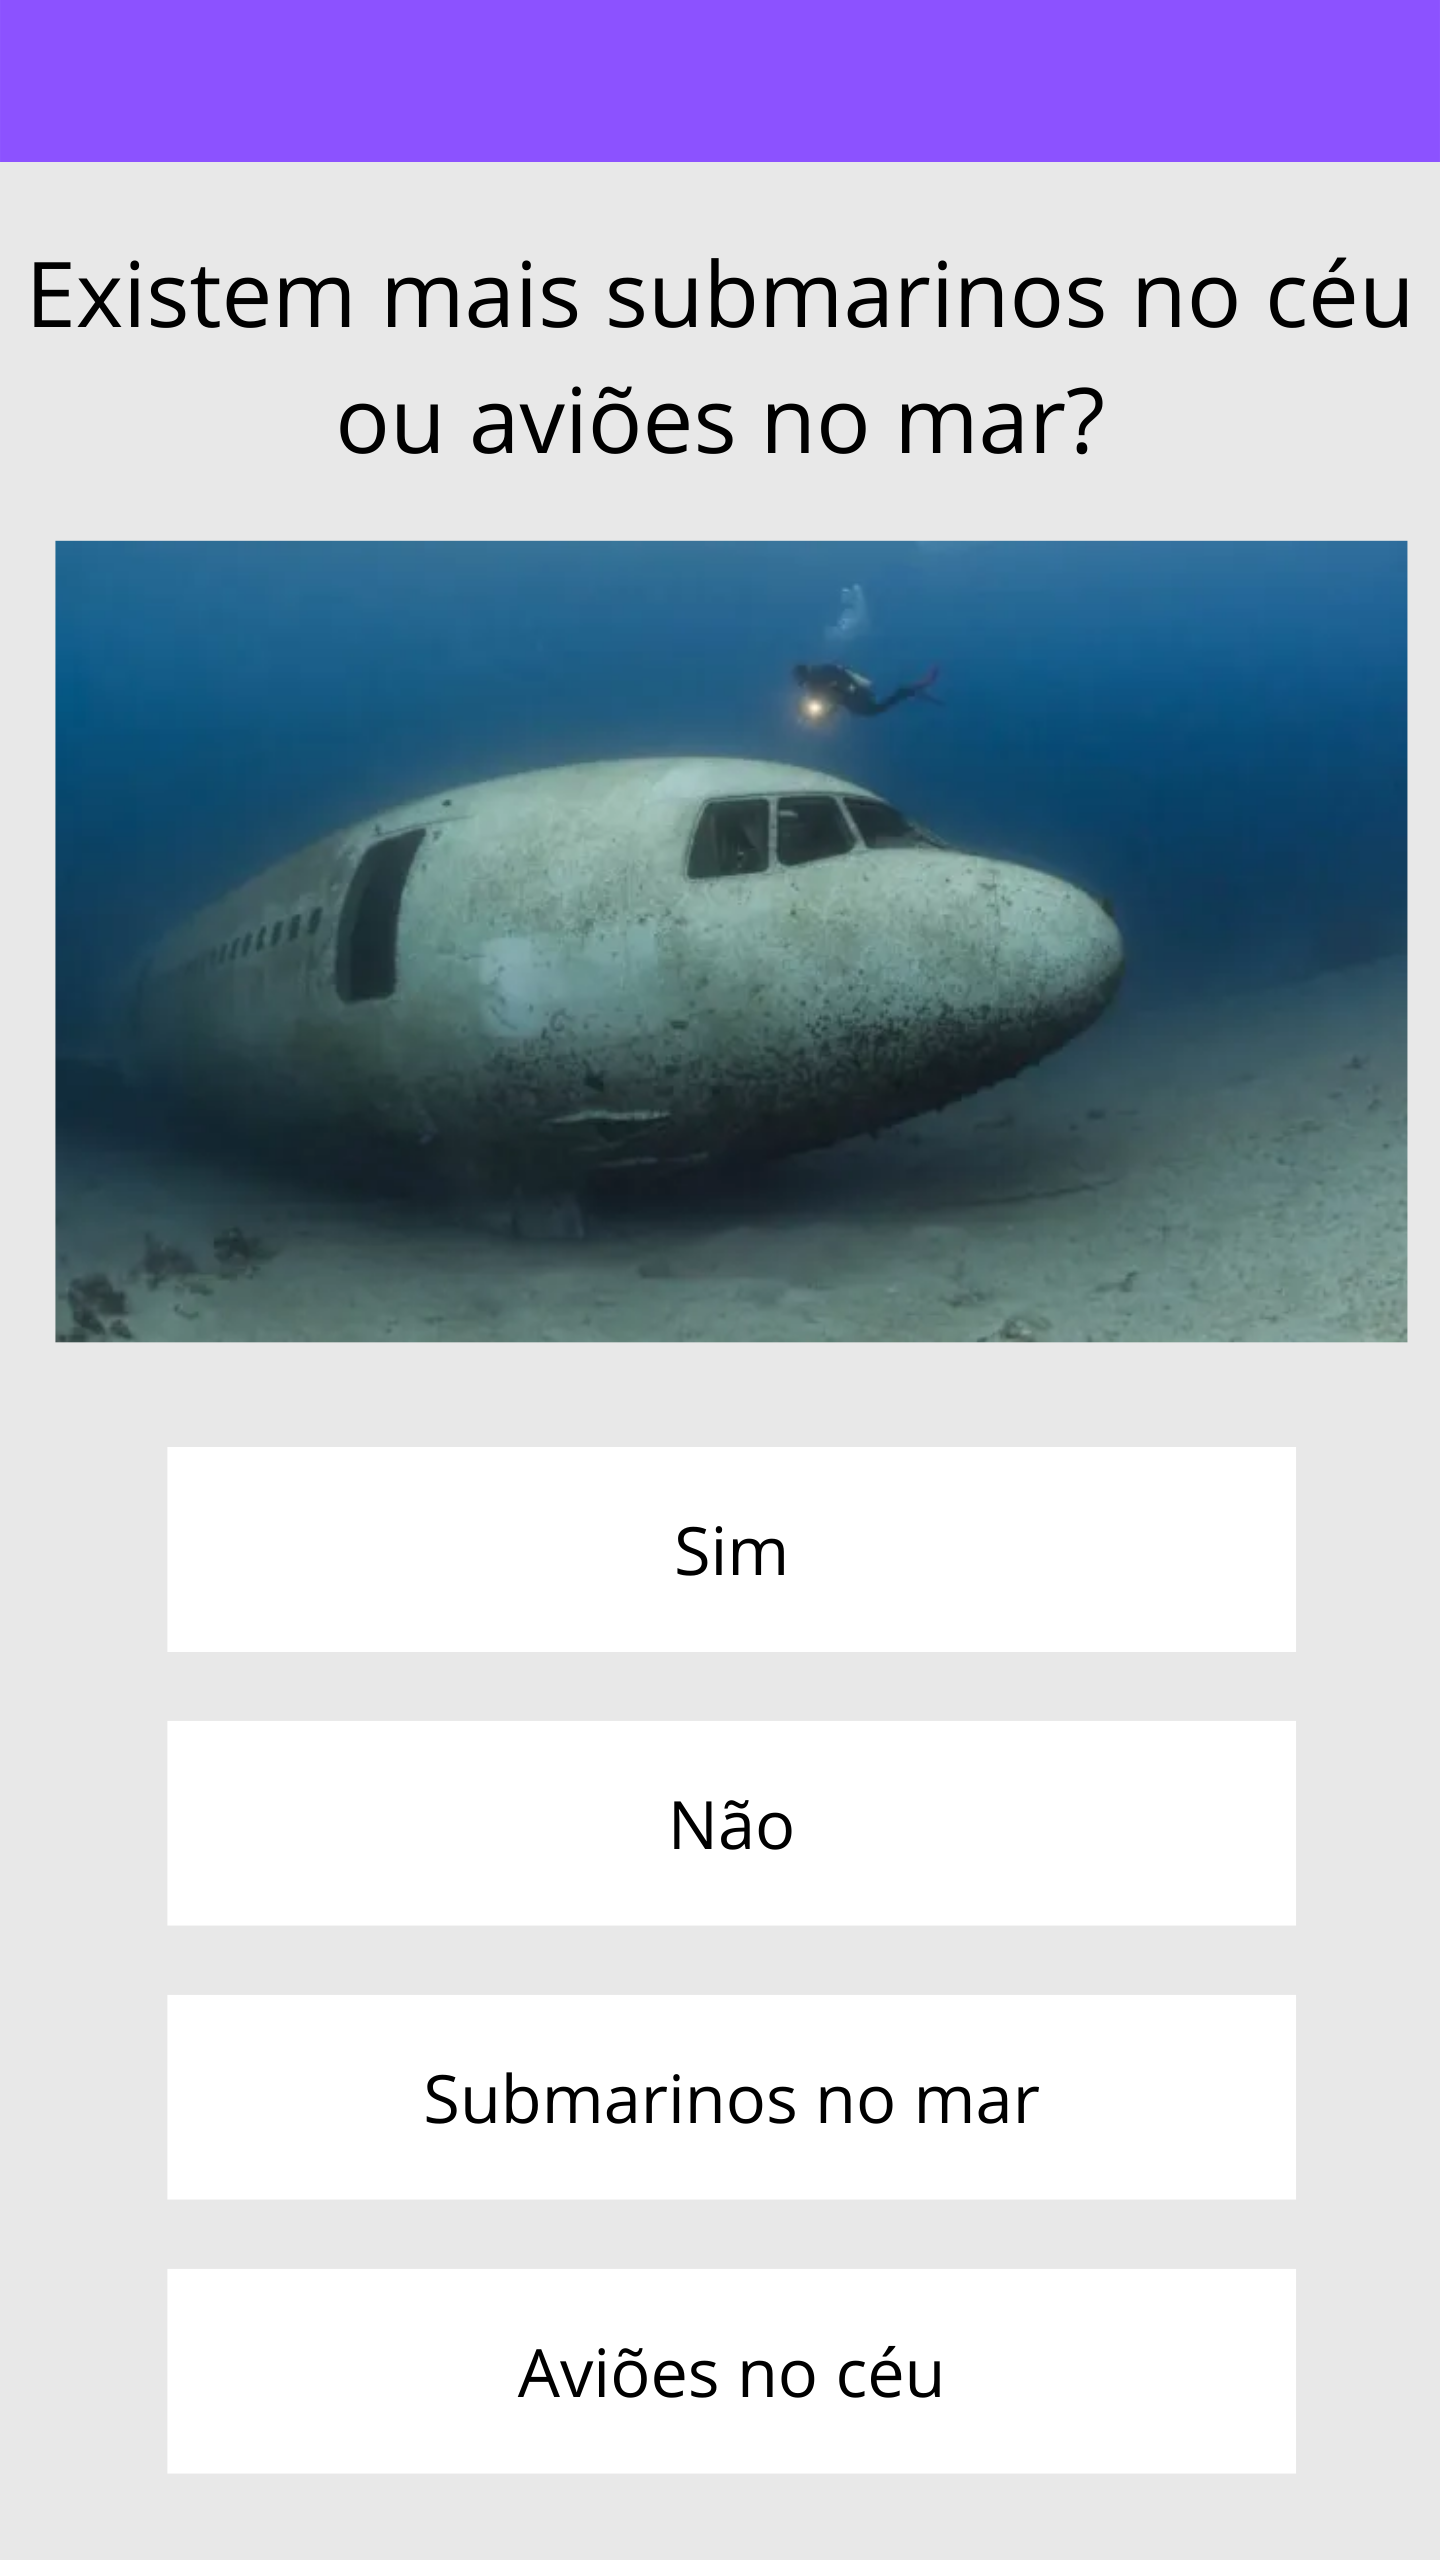 Existem mais submarinos no céu
ou aviões no mar?
Sim
Não
Submarinos no mar
Aviões no céu